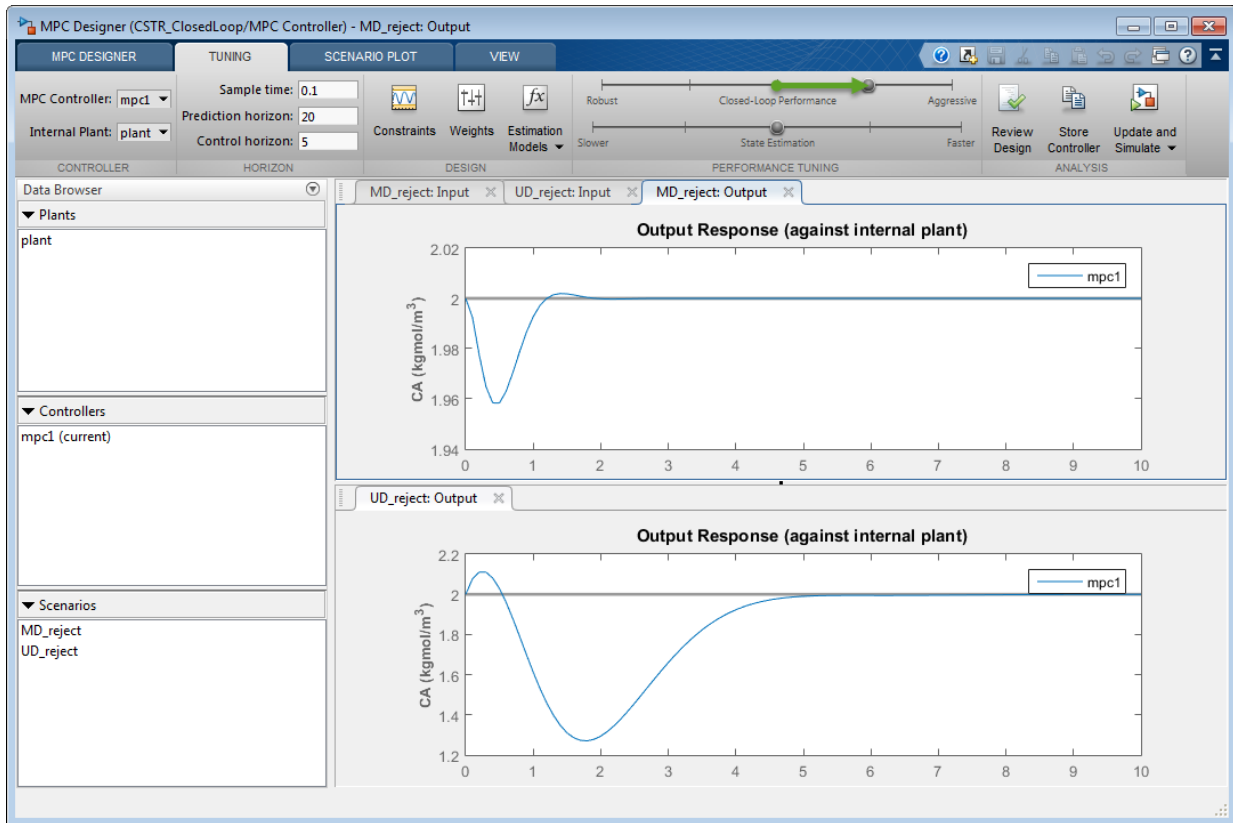 MPC Designer (CSTR_ClosedLoop/MPC Controller) - MD_reject: Output
MPC DESIGNER TUNING SCENARIO PLOT VIEW
MPC Controller: mpc1
Internal Plant: plant
CONTROLLER
Sample time: 0.1
Prediction horizon: 20
Control horizon: 5
HORIZON
Constraints Weights Estimation Models
DESIGN
Robust Closed-Loop Performance Aggressive
Slower State Estimation Faster
PERFORMANCE TUNING
Review Design Store Controller Update and Simulate
ANALYSIS
Data Browser
Plants
plant
Controllers
mpc1 (current)
Scenarios
MD_reject
UD_reject
MD_reject: Input UD_reject: Input MD_reject: Output
Output Response (against internal plant)
mpc1
CA (kgmol/m³)
2.02
2
1.98
1.96
1.94
0 1 2 3 4 5 6 7 8 9 10
UD_reject: Output
Output Response (against internal plant)
mpc1
CA (kgmol/m³)
2.2
2
1.8
1.6
1.4
1.2
0 1 2 3 4 5 6 7 8 9 10